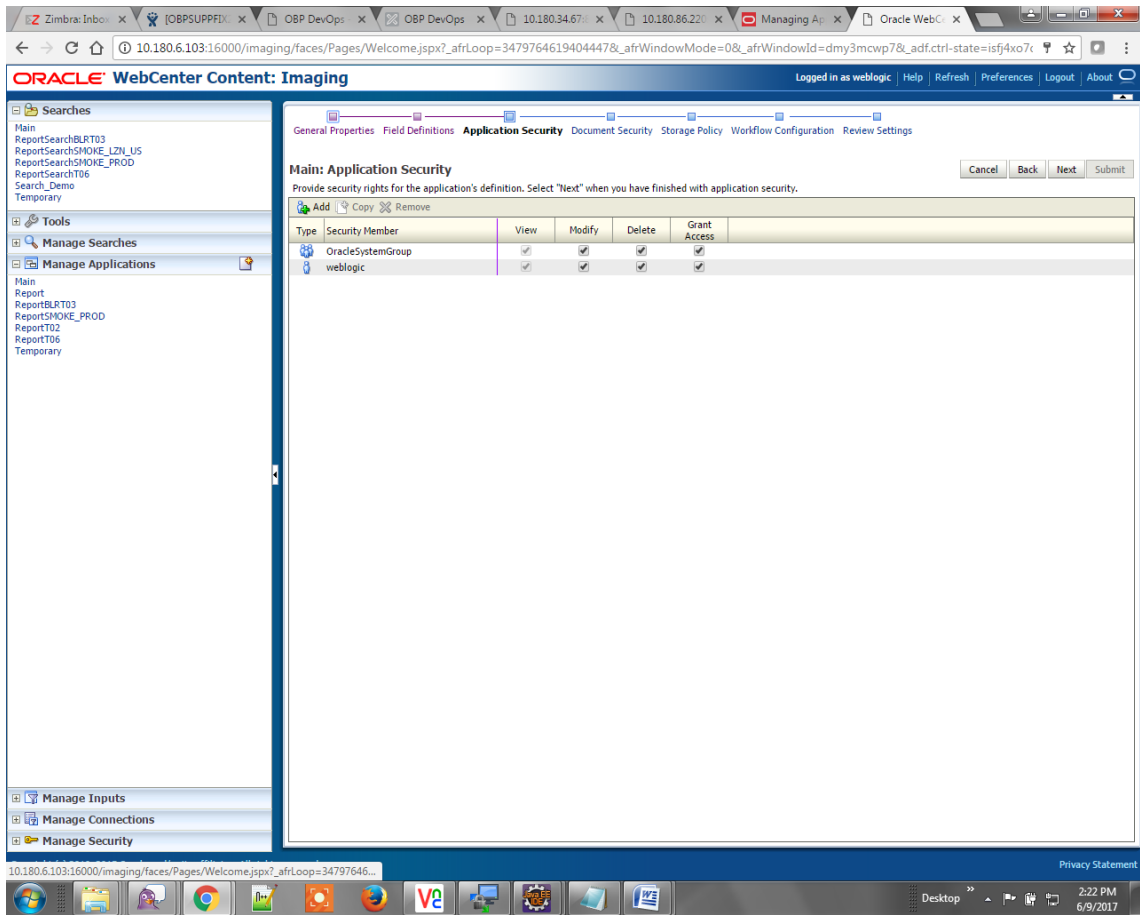 Zimbra: Inbox
[OBPSUPPFIX
OBP DevOps -
OBP DevOps
10.180.34.67:
10.180.86.220
Managing Ap
Oracle WebCe
10.180.6.103:16000/imaging/faces/Pages/Welcome.jspx?_afrLoop=34797646194044447&_afrWindowMode=0&_afrWindowId=dmy3mcwp7&_adf.ctrl-state=isfj4xo7c
ORACLE WebCenter Content: Imaging
Logged in as weblogic | Help | Refresh | Preferences | Logout | About
Searches
Main
ReportSearchBLRT03
ReportSearchSMOKE_LZN_US
ReportSearchSMOKE_PROD
ReportSearchT06
Search_Demo
Temporary
Tools
Manage Searches
Manage Applications
Main
Report
ReportBLRT03
ReportSMOKE_PROD
ReportT02
ReportT06
Temporary
Manage Inputs
Manage Connections
Manage Security
General Properties Field Definitions Application Security Document Security Storage Policy Workflow Configuration Review Settings
Main: Application Security
Cancel Back Next Submit
Provide security rights for the application's definition. Select "Next" when you have finished with application security.
Add Copy Remove
Type Security Member View Modify Delete Grant Access
OracleSystemGroup
weblogic
Privacy Statement
10.180.6.103:16000/imaging/faces/Pages/Welcome.jspx?_afrLoop=34797646...
Desktop
2:22 PM
6/9/2017